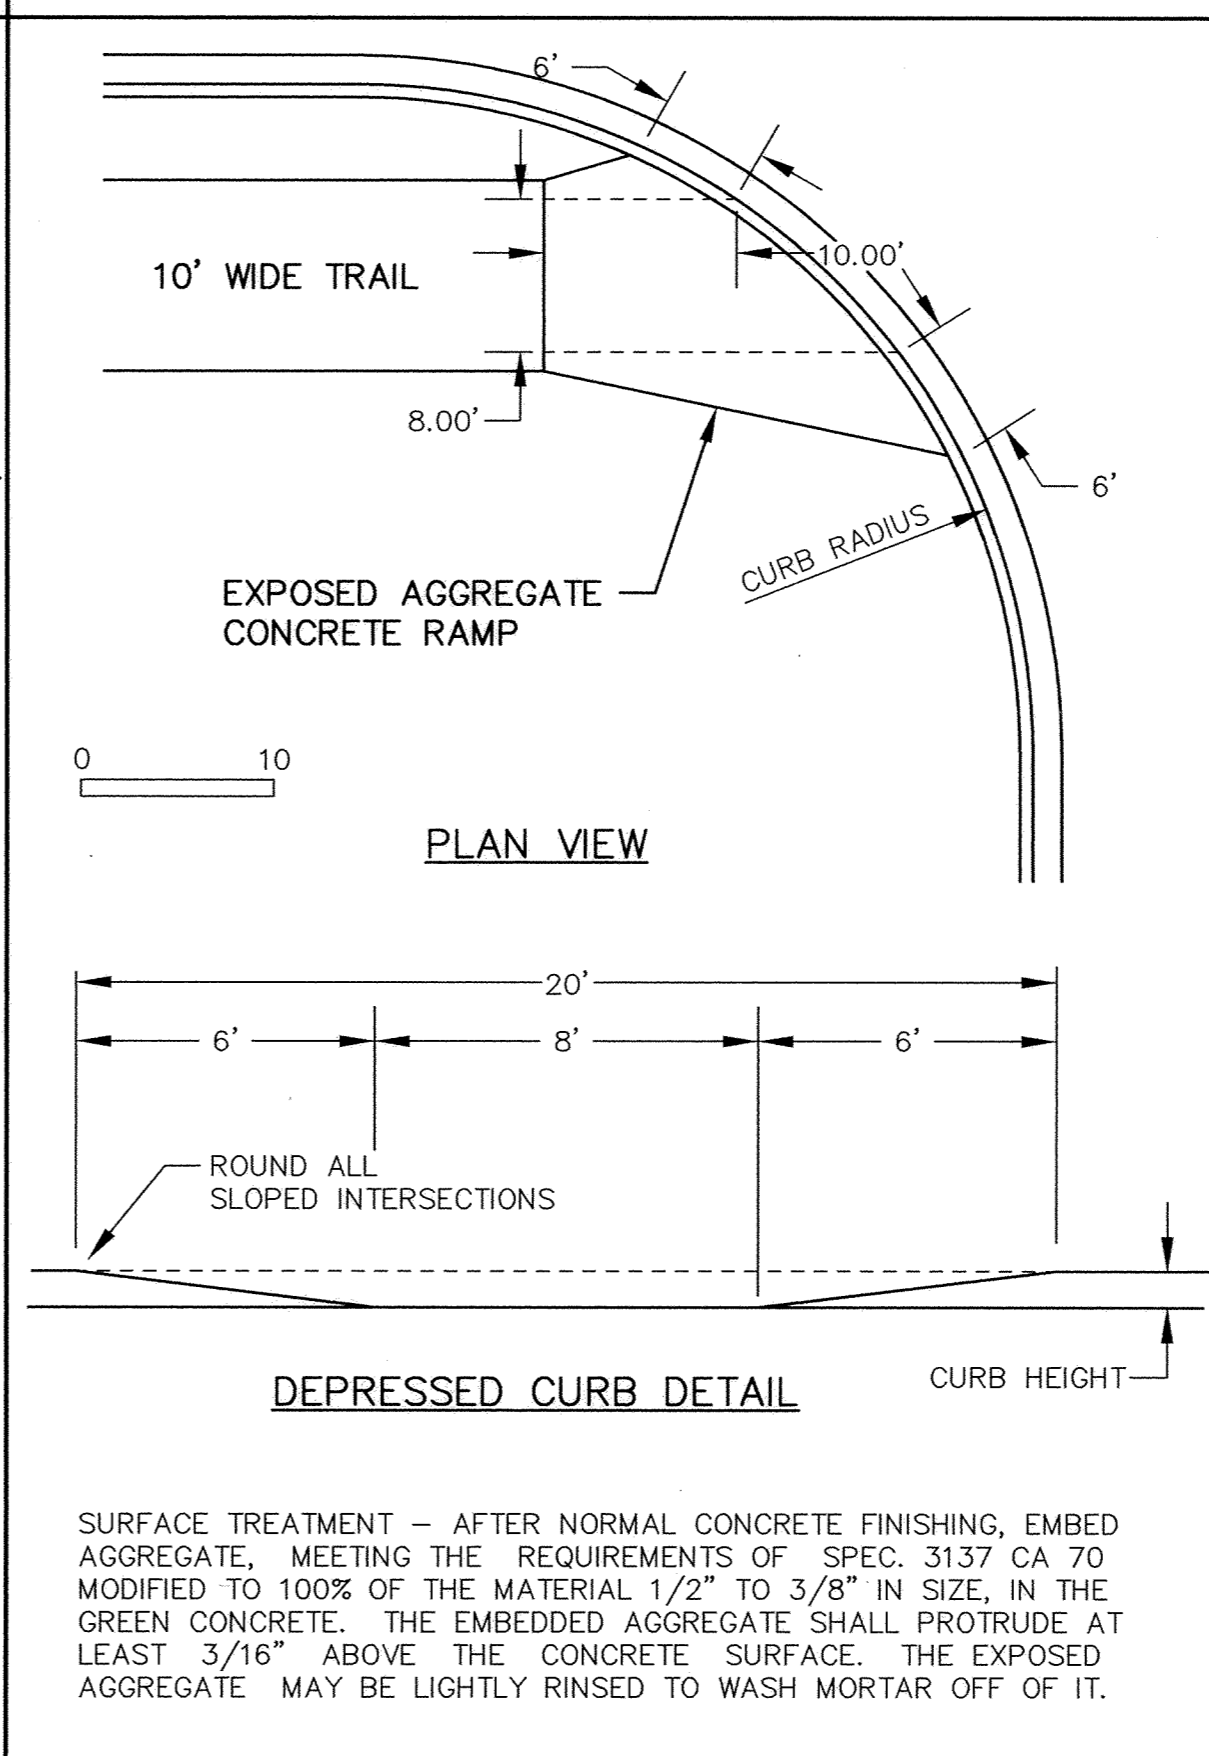 6'
10.00'
10' WIDE TRAIL
8.00'
6'
CURB RADIUS
EXPOSED AGGREGATE
CONCRETE RAMP
0 10
PLAN VIEW
20'
6' 8' 6'
ROUND ALL
SLOPED INTERSECTIONS
CURB HEIGHT
DEPRESSED CURB DETAIL
SURFACE TREATMENT – AFTER NORMAL CONCRETE FINISHING, EMBED
AGGREGATE, MEETING THE REQUIREMENTS OF SPEC. 3137 CA 70
MODIFIED TO 100% OF THE MATERIAL 1/2" TO 3/8" IN SIZE, IN THE
GREEN CONCRETE. THE EMBEDDED AGGREGATE SHALL PROTRUDE AT
LEAST 3/16" ABOVE THE CONCRETE SURFACE. THE EXPOSED
AGGREGATE MAY BE LIGHTLY RINSED TO WASH MORTAR OFF OF IT.